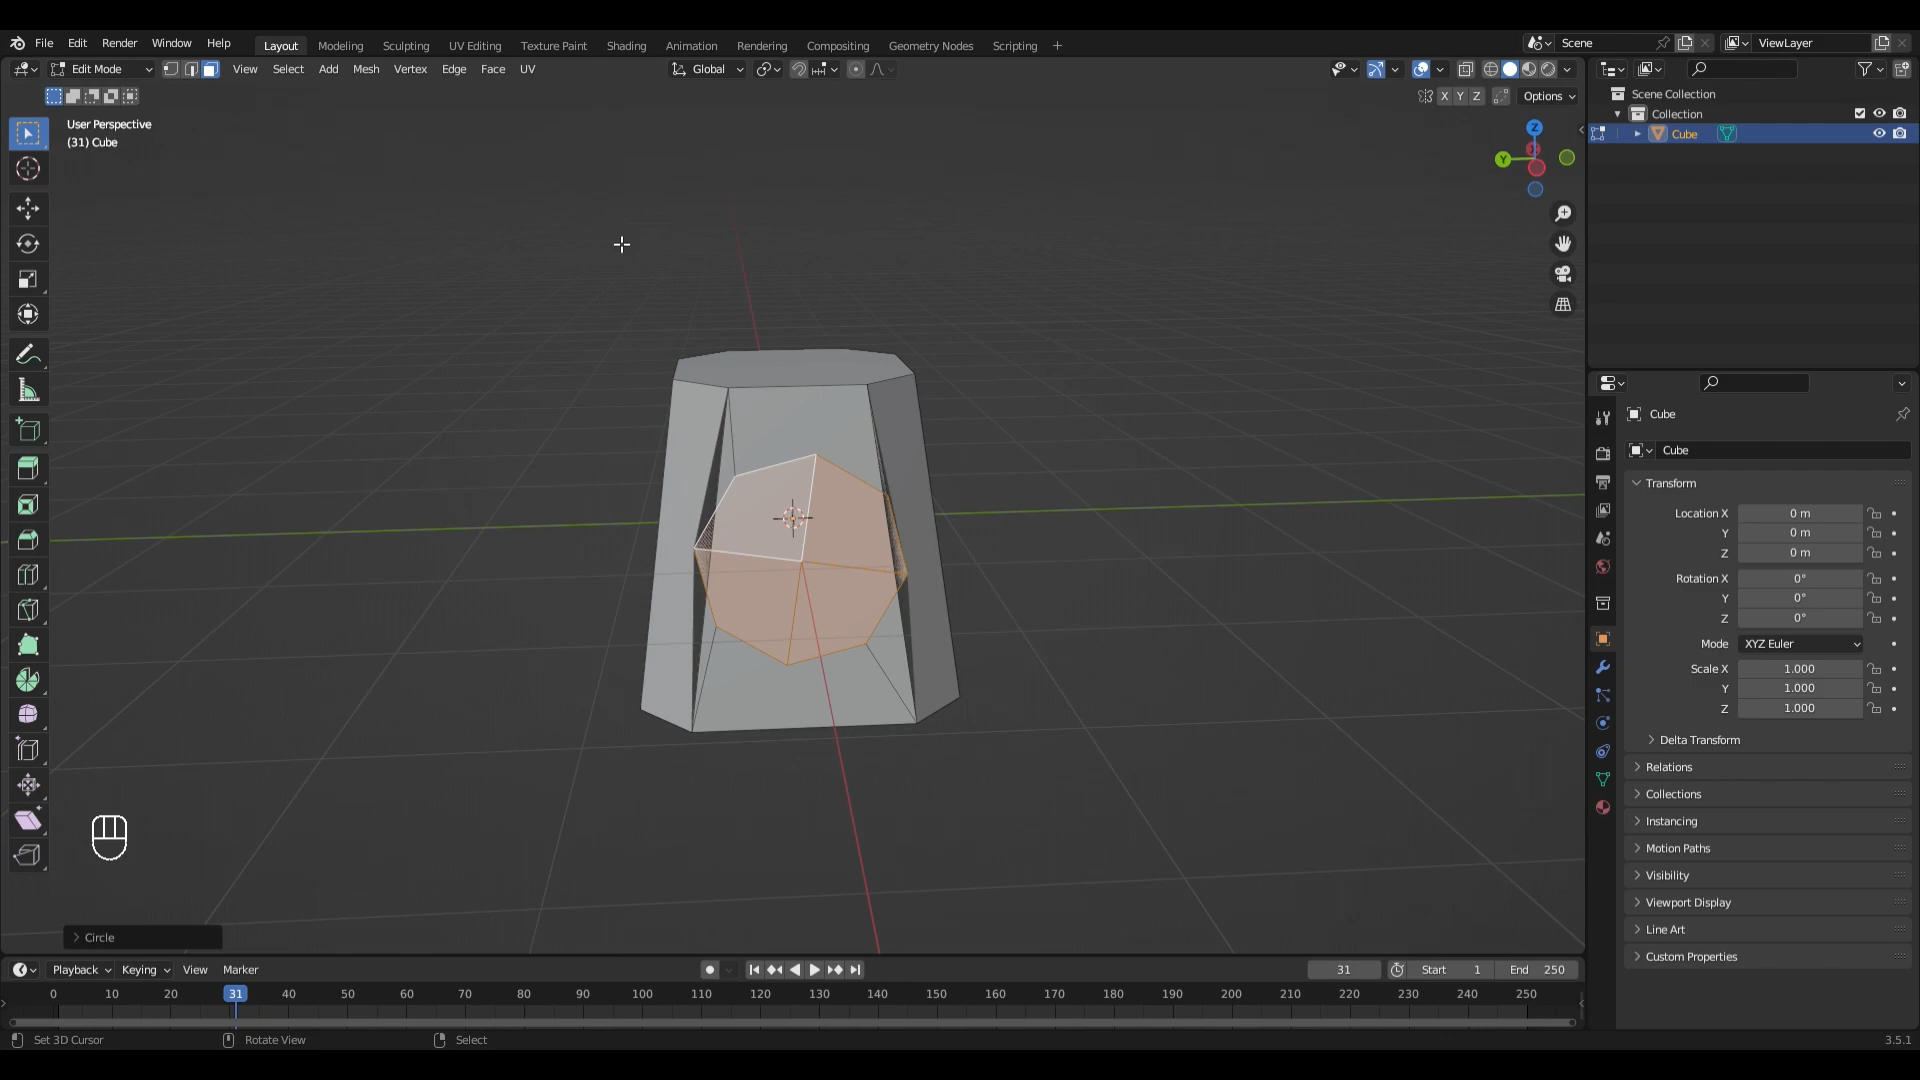 File Edit Render Window Help Layout Modeling Sculpting UV Editing Texture Paint Shading Animation Rendering Compositing Geometry Nodes Scripting + Scene ViewLayer
Edit Mode View Select Add Mesh Vertex Edge Face UV Global
X Y Z Options
User Perspective
(31) Cube
Z
Y
Scene Collection
Collection
Cube
Cube
Cube
Transform
Location X 0 m
Y 0 m
Z 0 m
Rotation X 0°
Y 0°
Z 0°
Mode XYZ Euler
Scale X 1.000
Y 1.000
Z 1.000
Delta Transform
Relations
Collections
Instancing
Motion Paths
Visibility
Viewport Display
Line Art
Custom Properties
Circle
Playback Keying View Marker 31 Start 1 End 250
0 10 20 31 40 50 60 70 80 90 100 110 120 130 140 150 160 170 180 190 200 210 220 230 240 250
Set 3D Cursor Rotate View Select 3.5.1